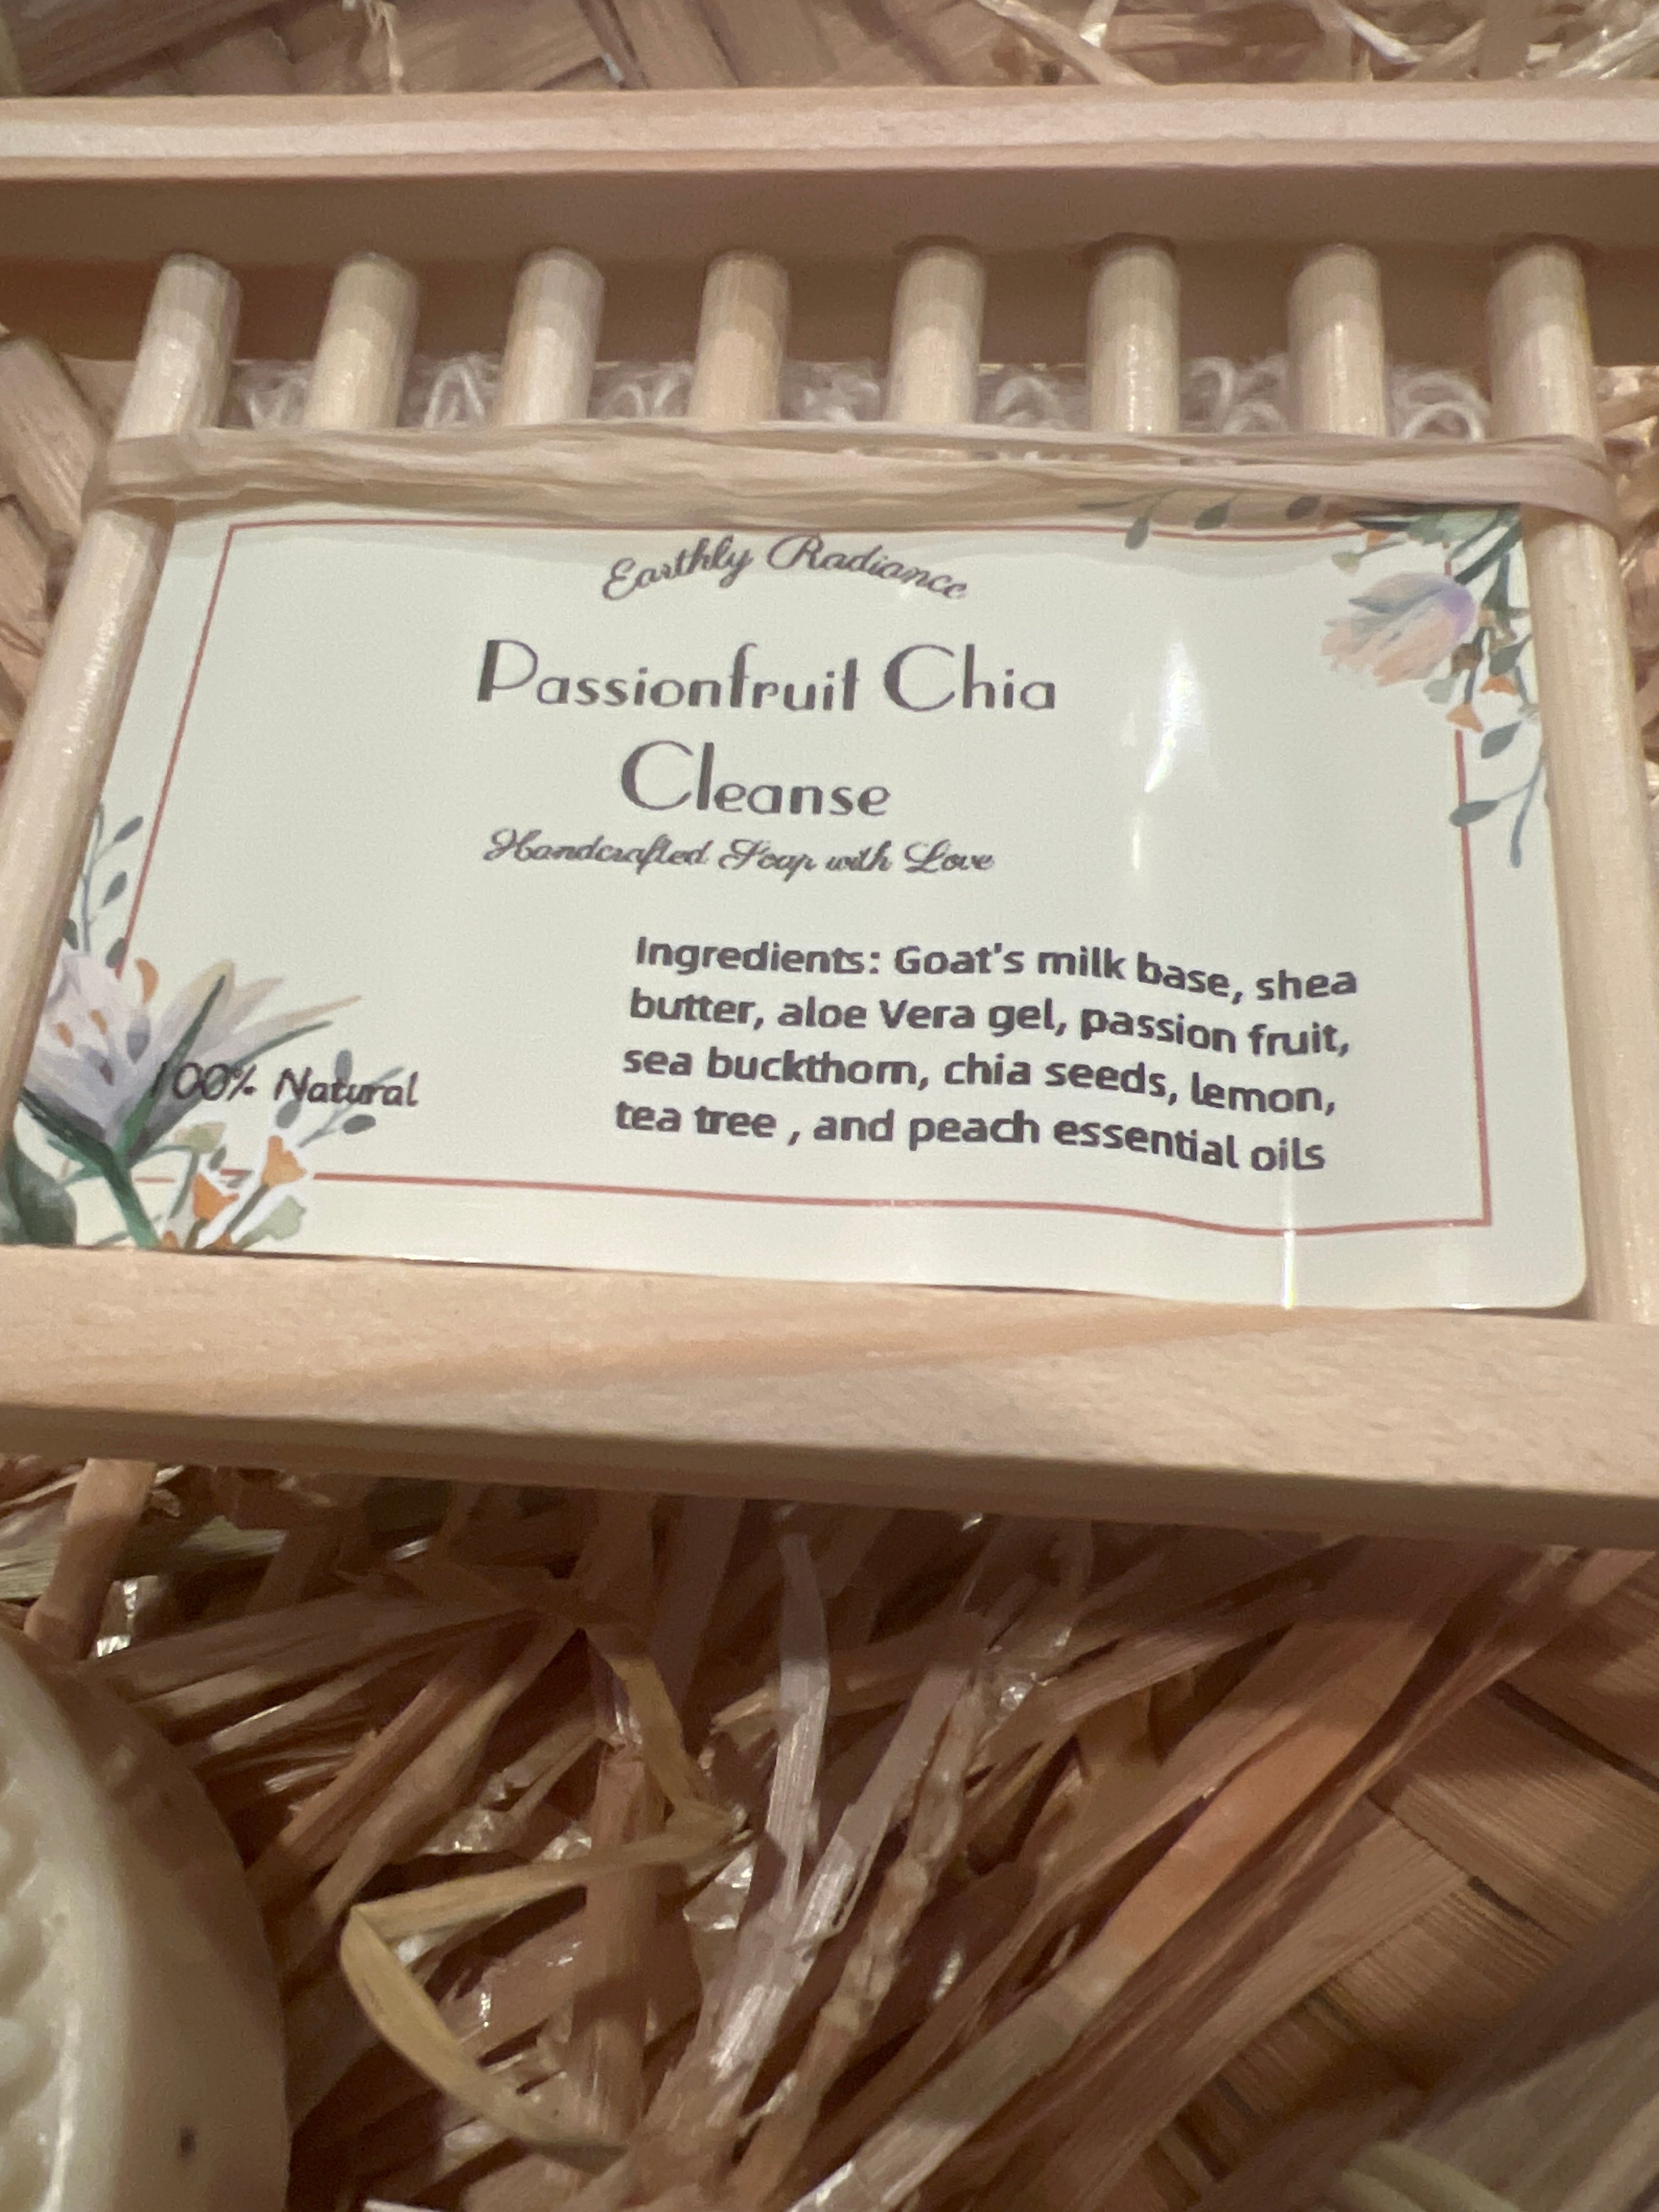 Earthly Radiance
Passionfruit Chia
Cleanse
Handcrafted Soap with Love
Ingredients: Goat's milk base, shea
butter, aloe Vera gel, passion fruit,
sea buckthorn, chia seeds, lemon,
tea tree , and peach essential oils
100% Natural